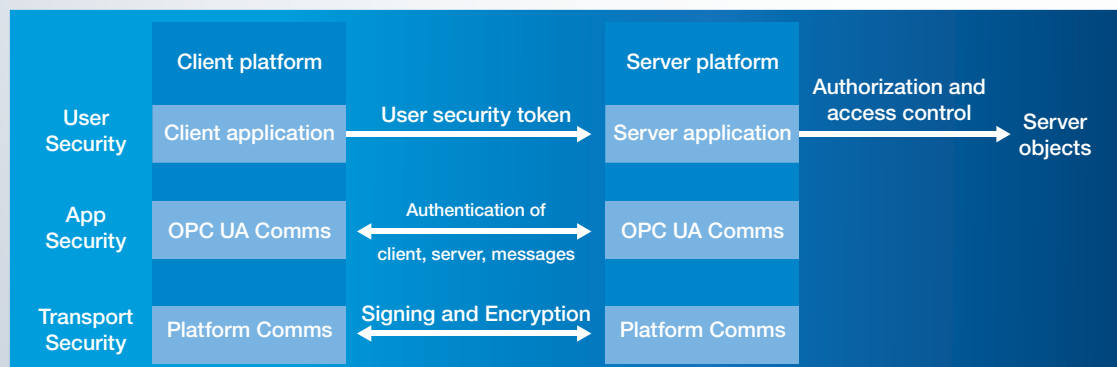 Client platform
Server platform
User
Security
Client application
User security token
Server application
Authorization and
access control
Server
objects
App
Security
OPC UA Comms
Authentication of
client, server, messages
OPC UA Comms
Transport
Security
Platform Comms
Signing and Encryption
Platform Comms